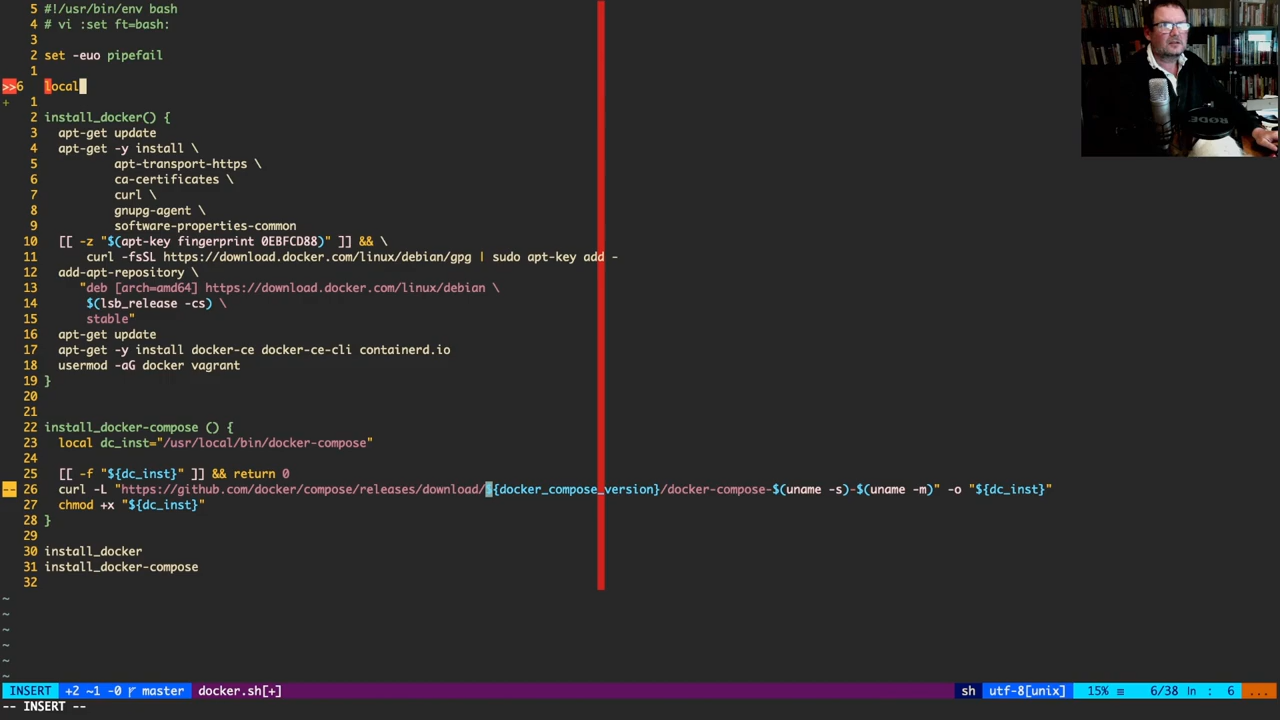 5 #!/usr/bin/env bash
4 # vi :set ft=bash:
3
2 set -euo pipefail
1
>>6 local
+ 1
2 install_docker() {
3 apt-get update
4 apt-get -y install \
5 apt-transport-https \
6 ca-certificates \
7 curl \
8 gnupg-agent \
9 software-properties-common
10 [[ -z "$(apt-key fingerprint 0EBFCD88)" ]] && \
11 curl -fsSL https://download.docker.com/linux/debian/gpg | sudo apt-key add -
12 add-apt-repository \
13 "deb [arch=amd64] https://download.docker.com/linux/debian \
14 $(lsb_release -cs) \
15 stable"
16 apt-get update
17 apt-get -y install docker-ce docker-ce-cli containerd.io
18 usermod -aG docker vagrant
19 }
20
21
22 install_docker-compose () {
23 local dc_inst="/usr/local/bin/docker-compose"
24
25 [[ -f "${dc_inst}" ]] && return 0
-- 26 curl -L "https://github.com/docker/compose/releases/download/${docker_compose_version}/docker-compose-$(uname -s)-$(uname -m)" -o "${dc_inst}"
27 chmod +x "${dc_inst}"
28 }
29
30 install_docker
31 install_docker-compose
32
~
~
~
~
~
~
INSERT +2 ~1 -0 master docker.sh[+] sh utf-8[unix] 15% ≡ 6/38 ln : 6 ...
-- INSERT --
RODE